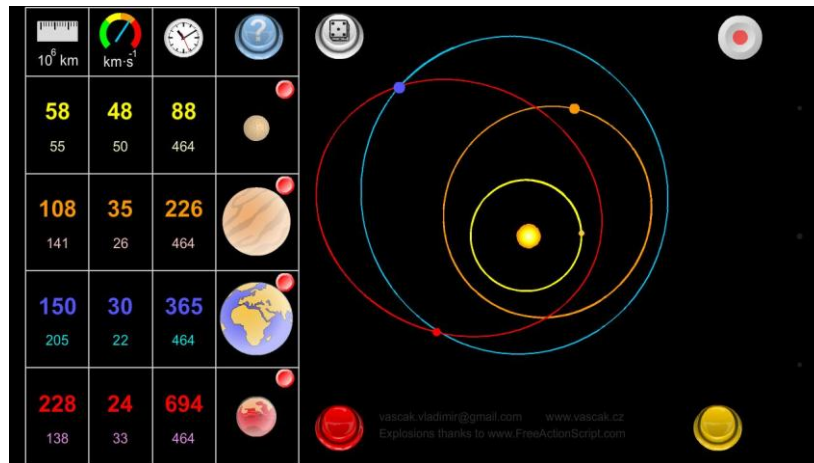 10⁶ km km·s⁻¹ ?
58 48 88
55 50 464
108 35 226
141 26 464
150 30 365
205 22 464
228 24 694
138 33 464
vascak.vladimir@gmail.com www.vascak.cz
Explosions thanks to www.FreeActionScript.com